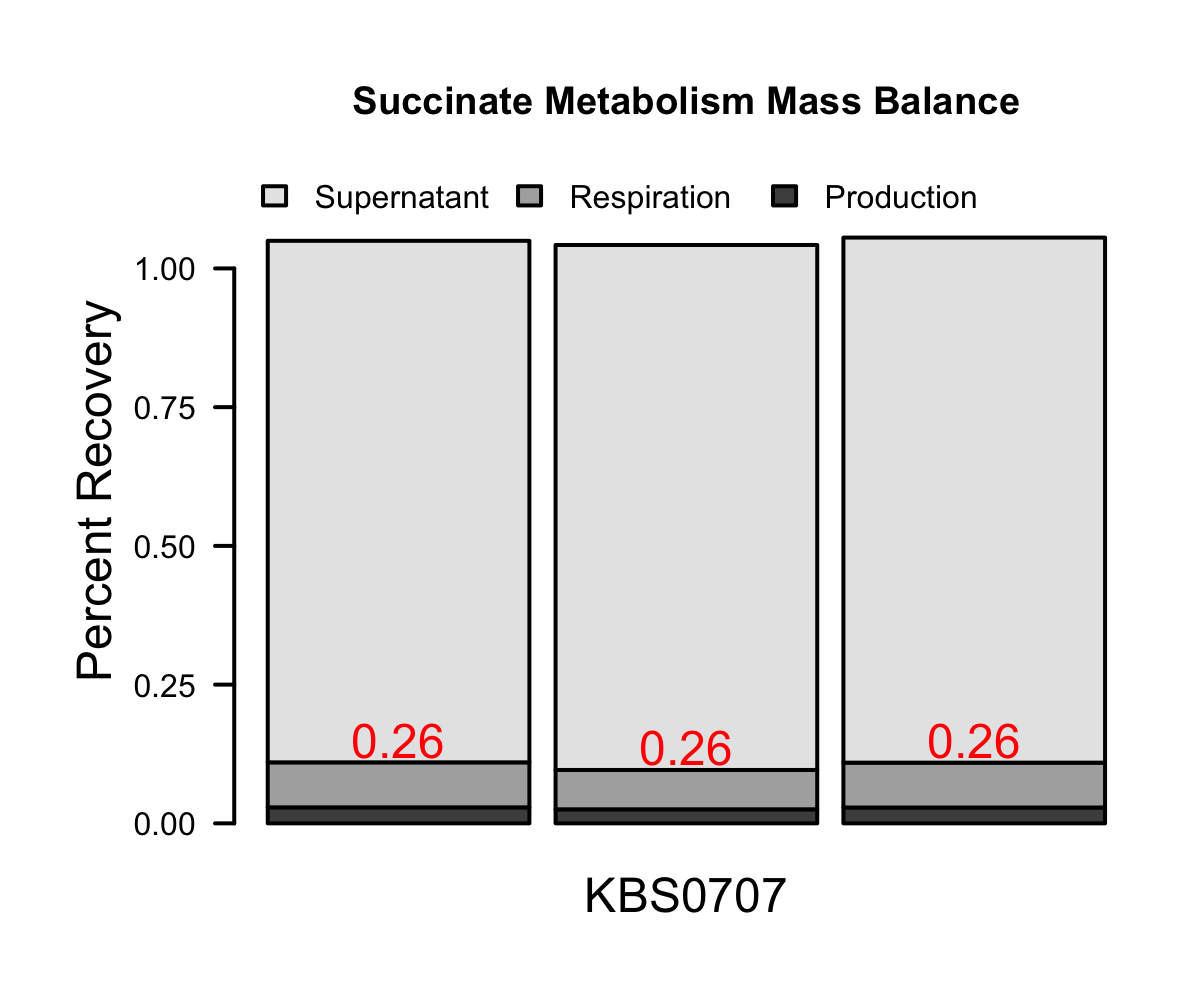 Succinate Metabolism Mass Balance
Supernatant Respiration Production
Percent Recovery
1.00
0.75
0.50
0.25
0.00
0.26 0.26 0.26
KBS0707